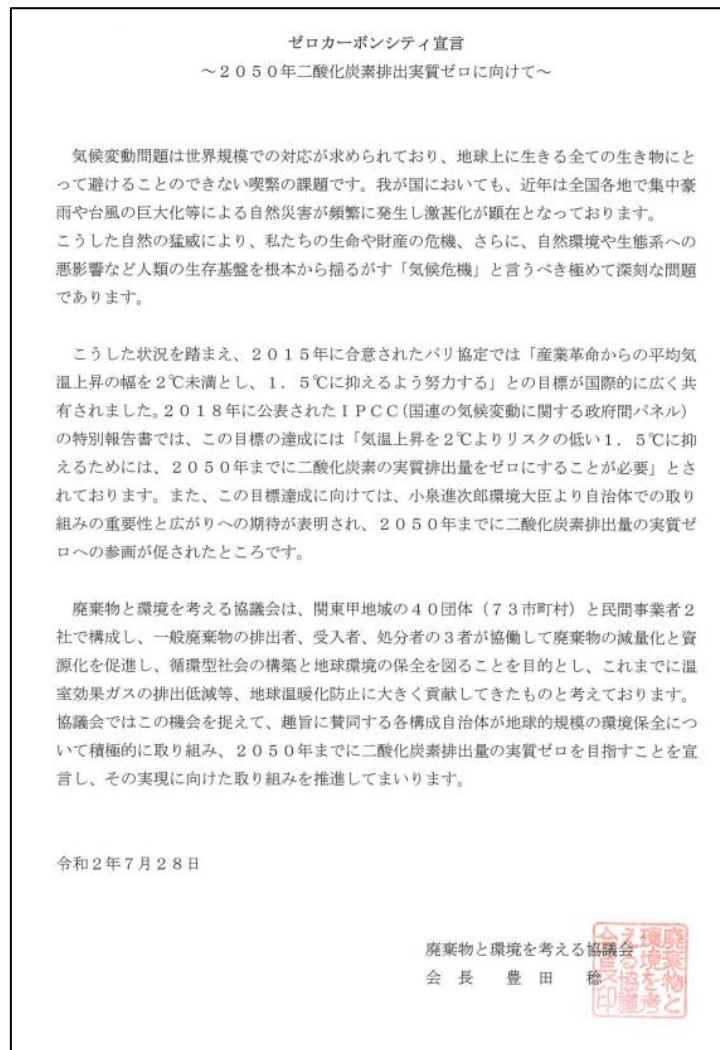 ゼロカーボンシティ宣言
～２０５０年二酸化炭素排出実質ゼロに向けて～
気候変動問題は世界規模での対応が求められており、地球上に生きる全ての生き物にと
って避けることのできない喫緊の課題です。我が国においても、近年は全国各地で集中豪
雨や台風の巨大化等による自然災害が頻繁に発生し激甚化が顕在となっております。
こうした自然の猛威により、私たちの生命や財産の危機、さらに、自然環境や生態系への
悪影響など人類の生存基盤を根本から揺るがす「気候危機」と言うべき極めて深刻な問題
であります。
こうした状況を踏まえ、２０１５年に合意されたパリ協定では「産業革命からの平均気
温上昇の幅を２℃未満とし、１．５℃に抑えるよう努力する」との目標が国際的に広く共
有されました。２０１８年に公表されたＩＰＣＣ(国連の気候変動に関する政府間パネル)
の特別報告書では、この目標の達成には「気温上昇を２℃よりリスクの低い１．５℃に抑
えるためには、２０５０年までに二酸化炭素の実質排出量をゼロにすることが必要」とさ
れております。また、この目標達成に向けては、小泉進次郎環境大臣より自治体での取り
組みの重要性と広がりへの期待が表明され、２０５０年までに二酸化炭素排出量の実質ゼ
ロへの参画が促されたところです。
廃棄物と環境を考える協議会は、関東甲地域の４０団体（７３市町村）と民間事業者２
社で構成し、一般廃棄物の排出者、受入者、処分者の３者が協働して廃棄物の減量化と資
源化を促進し、循環型社会の構築と地球環境の保全を図ることを目的とし、これまでに温
室効果ガスの排出低減等、地球温暖化防止に大きく貢献してきたものと考えております。
協議会ではこの機会を捉えて、趣旨に賛同する各構成自治体が地球的規模の環境保全につ
いて積極的に取り組み、２０５０年までに二酸化炭素排出量の実質ゼロを目指すことを宣
言し、その実現に向けた取り組みを推進してまいります。
令和２年７月２８日
廃棄物と環境を考える協議会
会　長　豊　田　稔
廃棄物と
環境を考
える協議
会長印